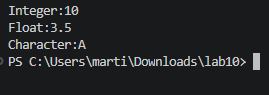 Integer:10
Float:3.5
Character:A
PS C:\Users\marti\Downloads\lab10>